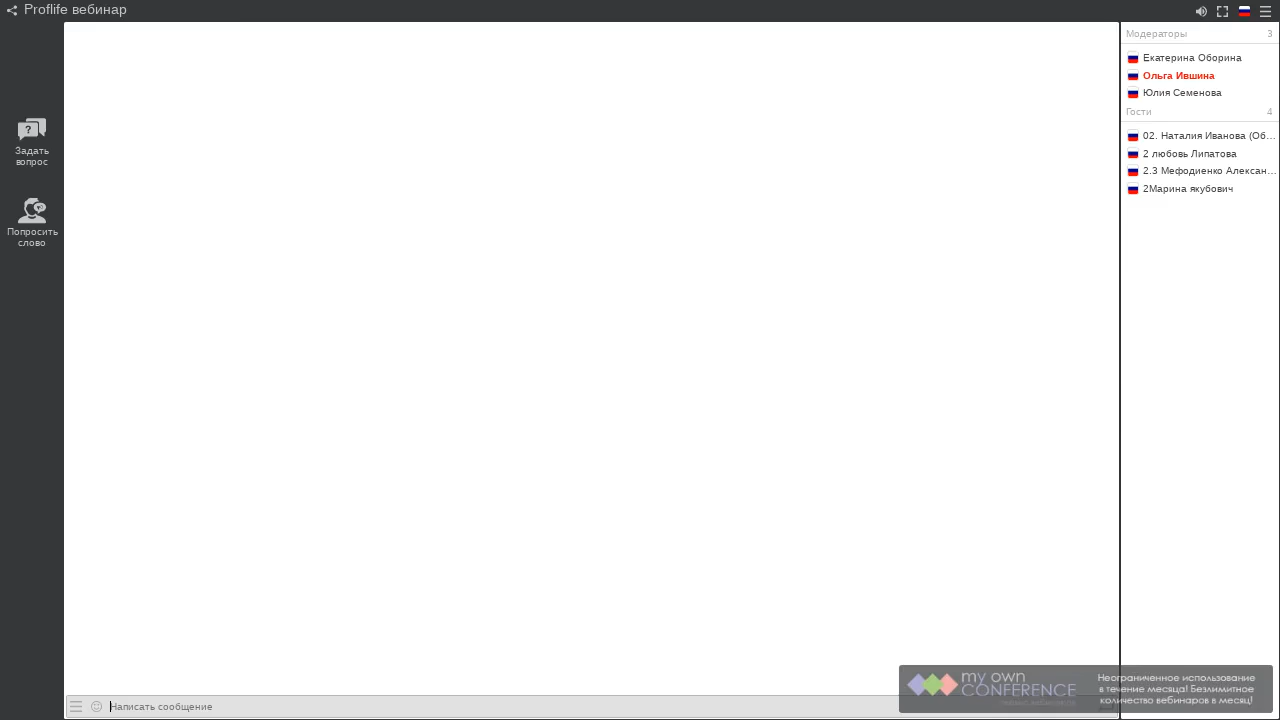 Proflife вебинар
Задать
вопрос
Попросить
слово
Модераторы 3
Екатерина Оборина
Ольга Ившина
Юлия Семенова
Гости 4
02. Наталия Иванова (Об...
2 любовь Липатова
2.3 Мефодиенко Алексан...
2Марина якубович
Написать сообщение
my own
CONFERENCE
Неограниченное использование
в течение месяца! Безлимитное
количество вебинаров в месяц!